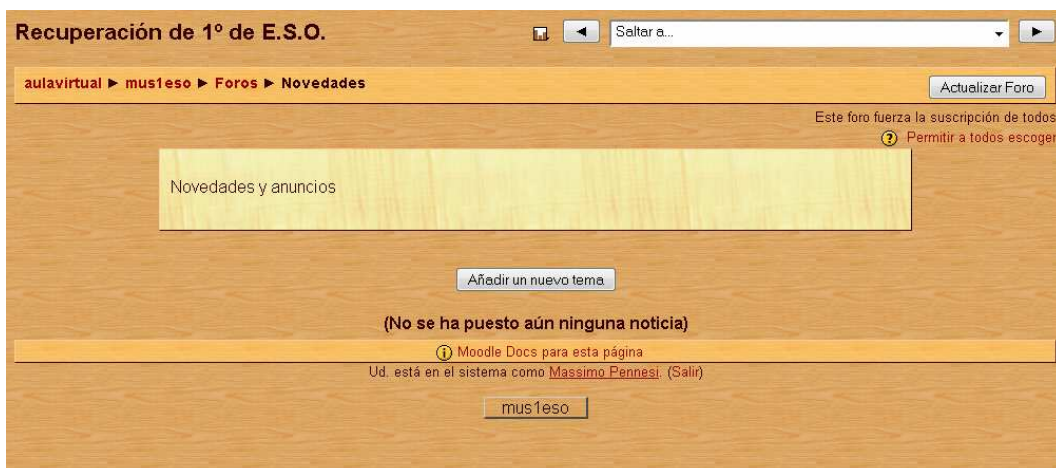 Recuperación de 1º de E.S.O.
Saltar a...
aulavirtual ► mus1eso ► Foros ► Novedades
Actualizar Foro
Este foro fuerza la suscripción de todos
Permitir a todos escoger
Novedades y anuncios
Añadir un nuevo tema
(No se ha puesto aún ninguna noticia)
Moodle Docs para esta página
Ud. está en el sistema como Massimo Pennesi. (Salir)
mus1eso